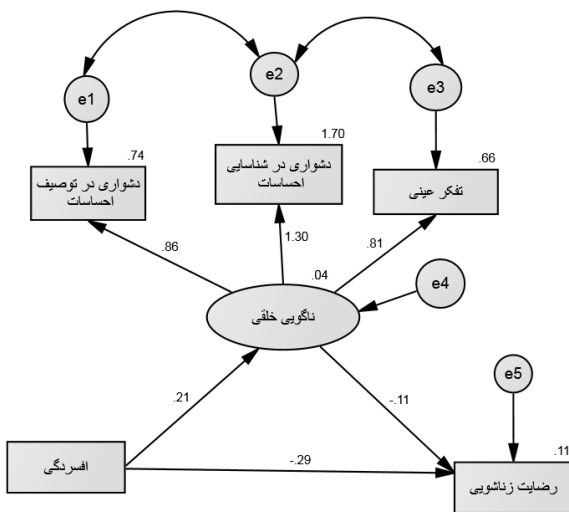 e1
e2
e3
.74
دشواری در توصیف
احساسات
1.70
دشواری در شناسایی
احساسات
.66
تفکر عینی
.86
1.30
.81
.04
ناگویی خلقی
e4
.21
-.11
e5
افسردگی
-.29
.11
رضایت زناشویی